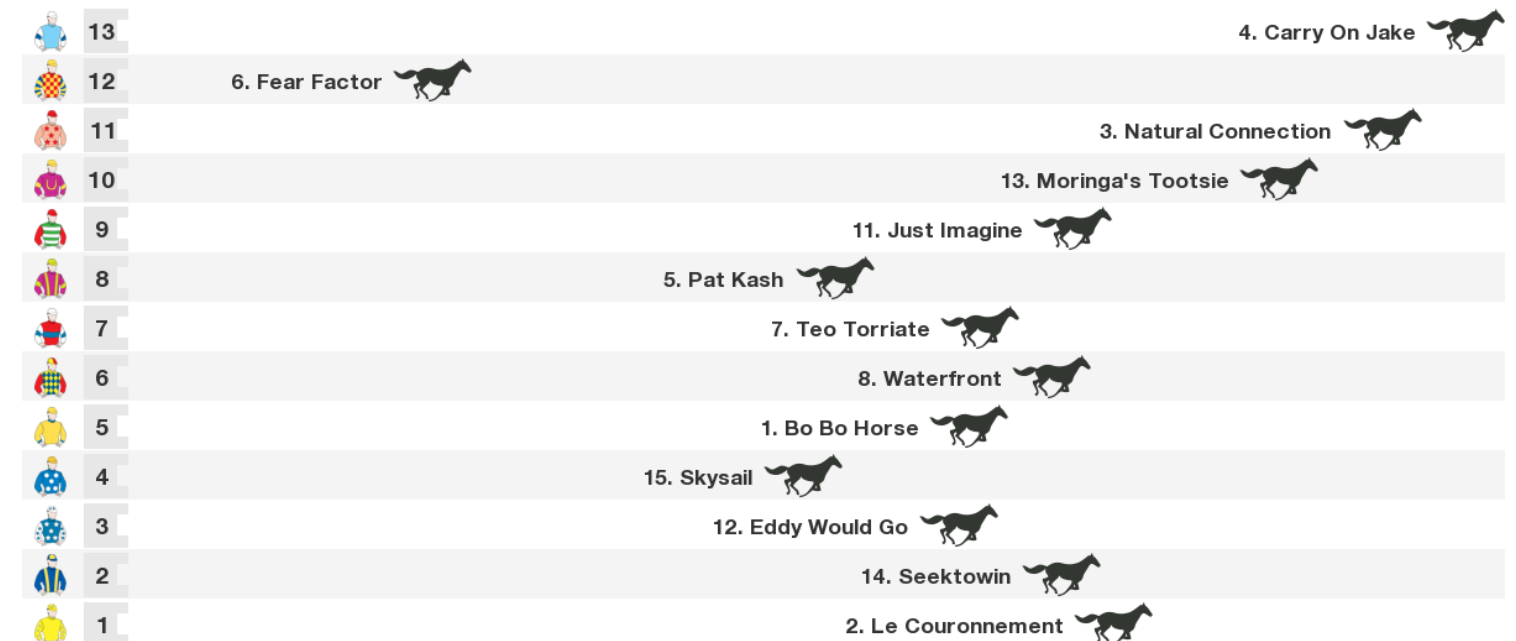 13 4. Carry On Jake
12 6. Fear Factor
11 3. Natural Connection
10 13. Moringa's Tootsie
9 11. Just Imagine
8 5. Pat Kash
7 7. Teo Torriate
6 8. Waterfront
5 1. Bo Bo Horse
4 15. Skysail
3 12. Eddy Would Go
2 14. Seektowin
1 2. Le Couronnement